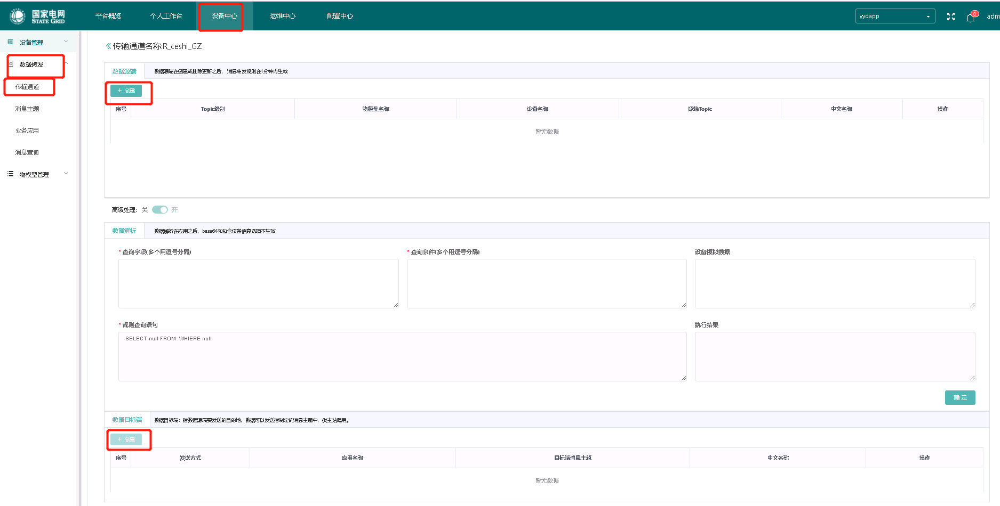 国家电网
STATE GRID
平台概览
个人工作台
设备中心
运维中心
配置中心
yydapp
0
adm
设备管理
数据转发
传输通道
消息主题
业务应用
消息查询
物模型管理
传输通道名称:R_ceshi_GZ
数据源端 数据源端在创建或删除更新之后，消息转发规则在1分钟内生效
+ 创建
序号 Topic级别 物模型名称 设备名称 源端Topic 中文名称 操作
暂无数据
高级处理: 关 开
数据解析 数据解析在应用之后，base64和包含设备信息选项不生效
* 查询字段(多个用逗号分隔) * 查询条件(多个用逗号分隔) 设备模拟数据
* 规则查询语句 执行结果
SELECT null FROM WHIERE null
确 定
数据目标端 数据目标端：指数据源端要发送的目的地，数据可以发送指制定的消息主题中，供主站调用。
+ 创建
序号 发送方式 应用名称 目标端消息主题 中文名称 操作
暂无数据